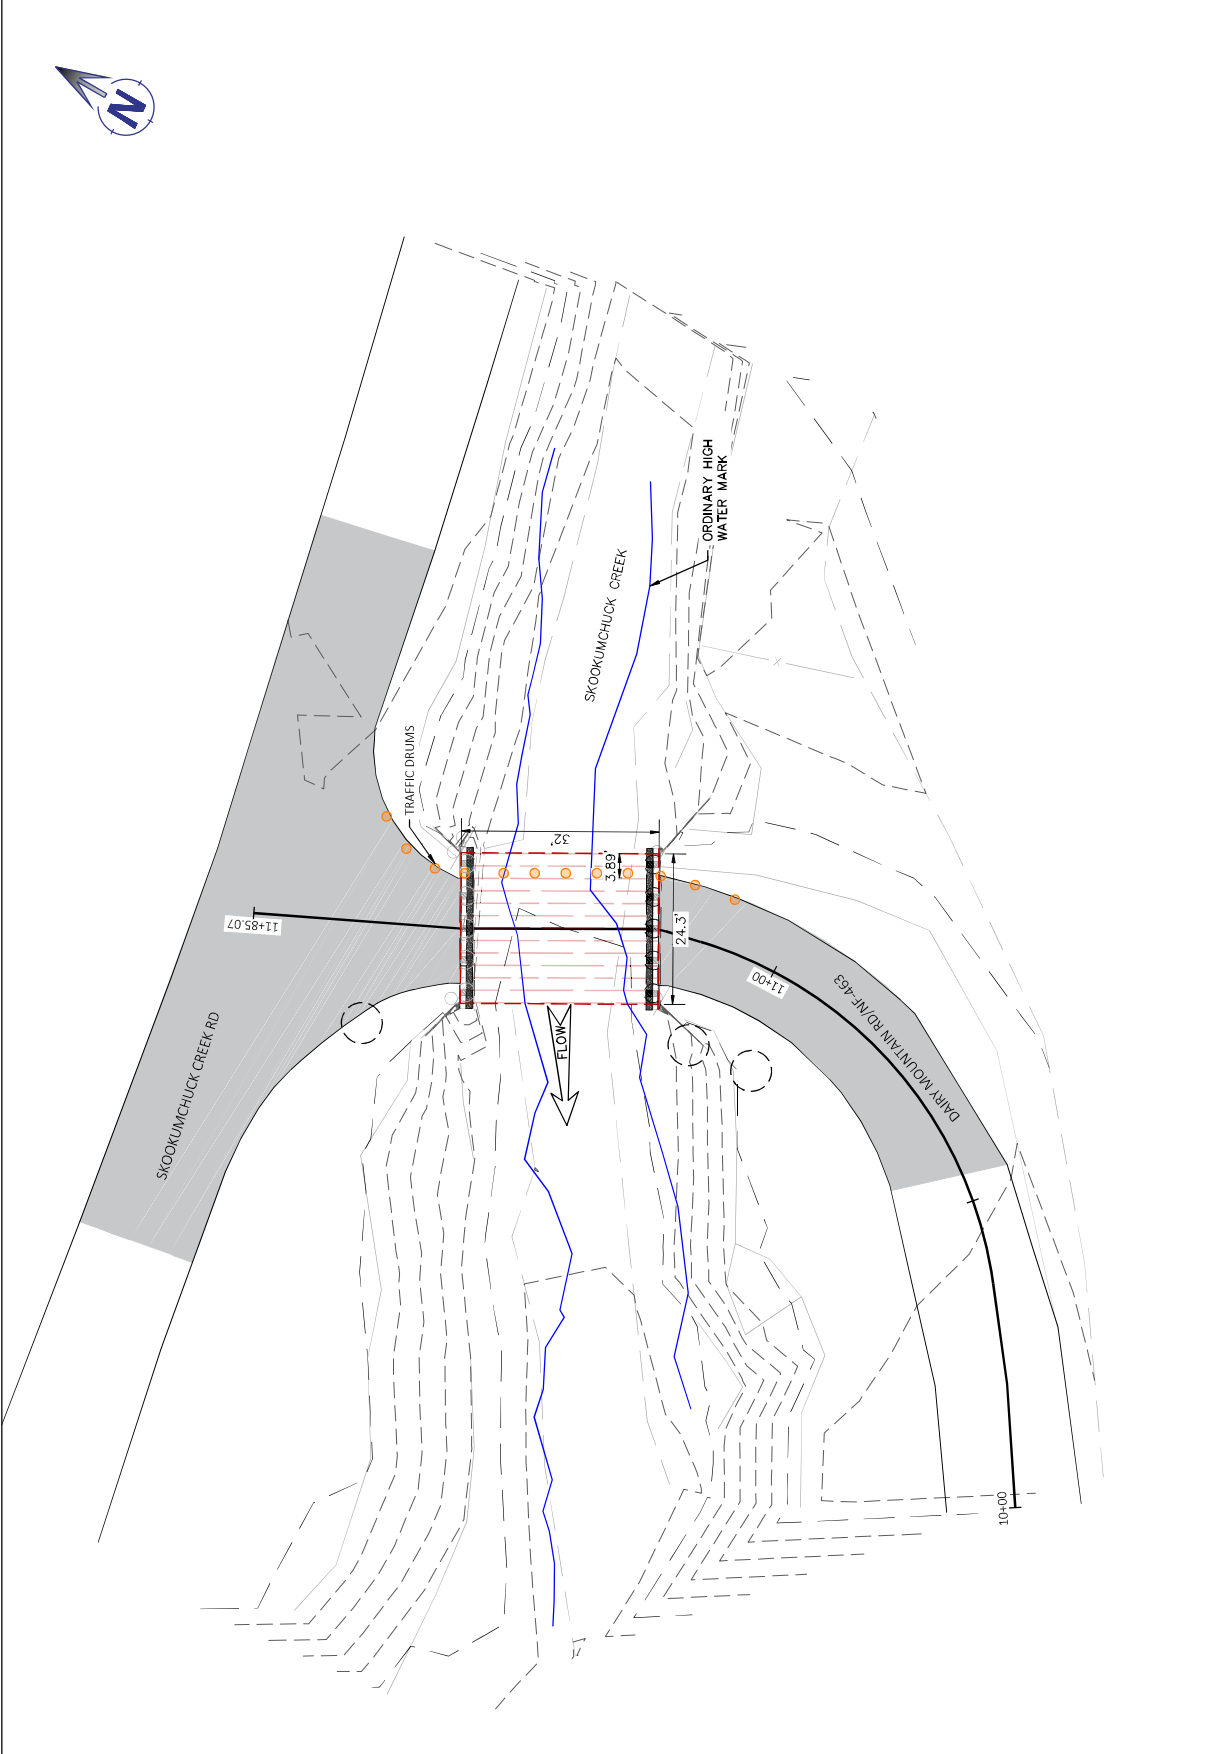 N
ORDINARY HIGH
WATER MARK
SKOOKUMCHUCK CREEK
TRAFFIC DRUMS
32'
3.89'
11+85.07
24.3'
11+00
FLOW
DAIRY MOUNTAIN RD/NF-463
SKOOKUMCHUCK CREEK RD
10+00